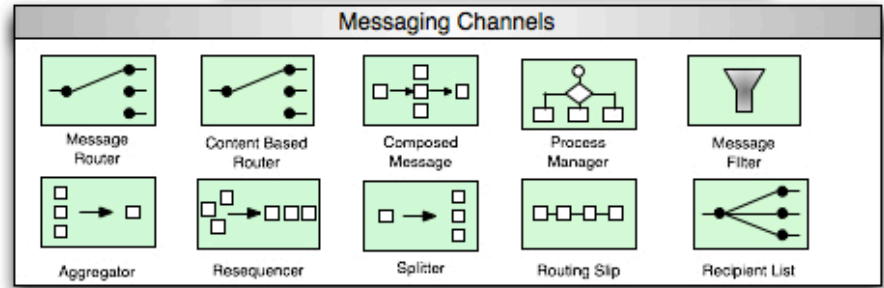 Messaging Channels
Message
Router
Content Based
Router
Composed
Message
Process
Manager
Message
Filter
Aggregator
Resequencer
Splitter
Routing Slip
Recipient List